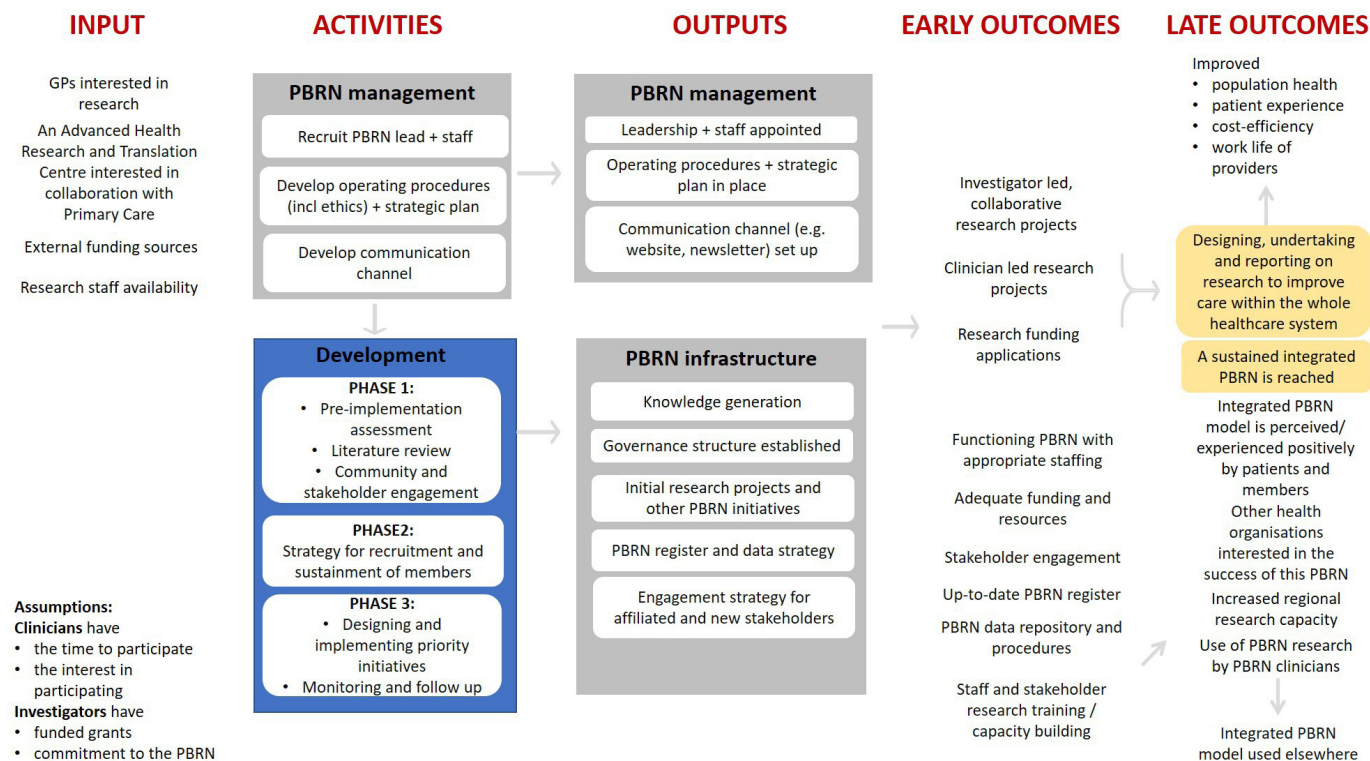 INPUT
GPs interested in
research
An Advanced Health
Research and Translation
Centre interested in
collaboration with
Primary Care
External funding sources
Research staff availability
Assumptions:
Clinicians have
• the time to participate
• the interest in
participating
Investigators have
• funded grants
• commitment to the PBRN
ACTIVITIES
PBRN management
Recruit PBRN lead + staff
Develop operating procedures
(incl ethics) + strategic plan
Develop communication
channel
Development
PHASE 1:
• Pre-implementation
assessment
• Literature review
• Community and
stakeholder engagement
PHASE2:
Strategy for recruitment and
sustainment of members
PHASE 3:
• Designing and
implementing priority
initiatives
• Monitoring and follow up
OUTPUTS
PBRN management
Leadership + staff appointed
Operating procedures + strategic
plan in place
Communication channel (e.g.
website, newsletter) set up
PBRN infrastructure
Knowledge generation
Governance structure established
Initial research projects and
other PBRN initiatives
PBRN register and data strategy
Engagement strategy for
affiliated and new stakeholders
EARLY OUTCOMES
Investigator led,
collaborative
research projects
Clinician led research
projects
Research funding
applications
Functioning PBRN with
appropriate staffing
Adequate funding and
resources
Stakeholder engagement
Up-to-date PBRN register
PBRN data repository and
procedures
Staff and stakeholder
research training /
capacity building
LATE OUTCOMES
Improved
• population health
• patient experience
• cost-efficiency
• work life of
providers
Designing, undertaking
and reporting on
research to improve
care within the whole
healthcare system
A sustained integrated
PBRN is reached
Integrated PBRN
model is perceived/
experienced positively
by patients and
members
Other health
organisations
interested in the
success of this PBRN
Increased regional
research capacity
Use of PBRN research
by PBRN clinicians
Integrated PBRN
model used elsewhere